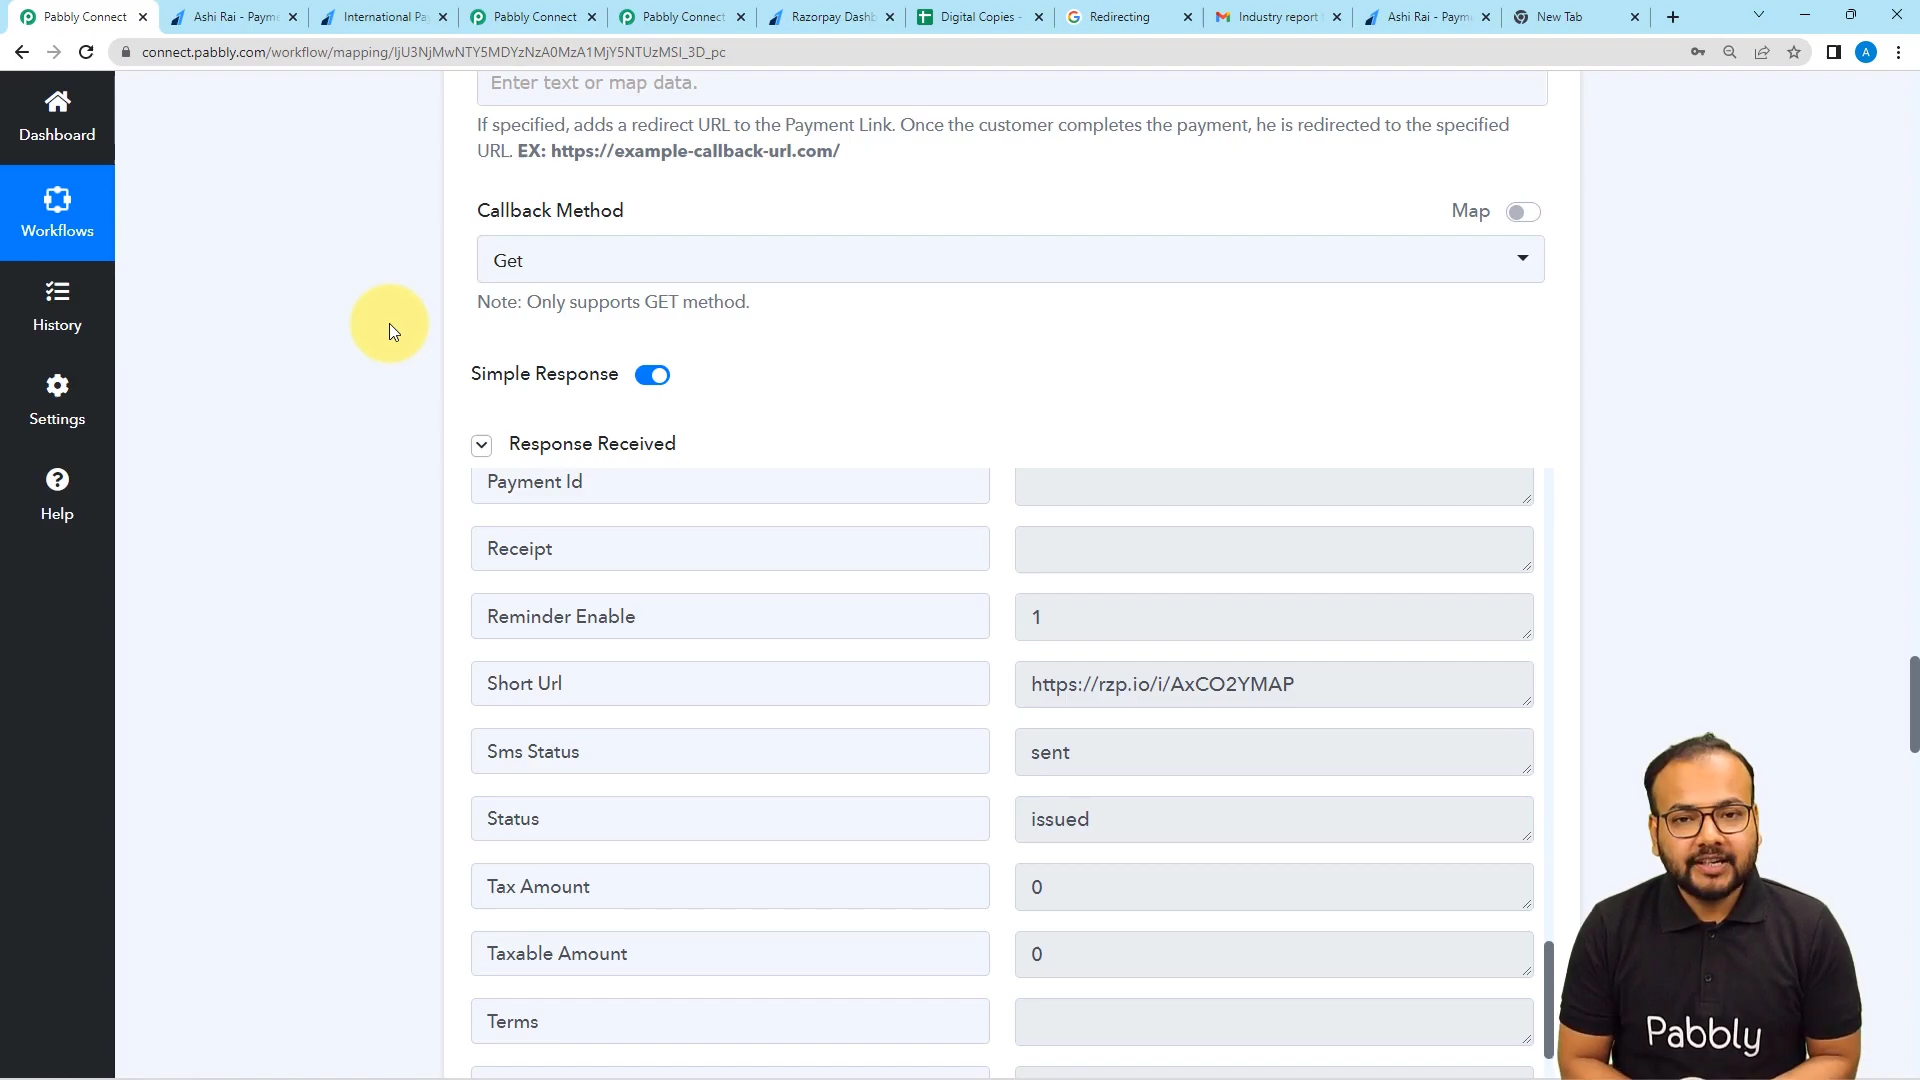 Pabbly Connect
Ashi Rai - Payme
International Pay
Pabbly Connect
Pabbly Connect
Razorpay Dashb
Digital Copies -
Redirecting
Industry report
Ashi Rai - Payme
New Tab
connect.pabbly.com/workflow/mapping/IjU3NjMwNTY5MDYzNzA0MzA1MjY5NTUzMSI_3D_pc
A
Dashboard
Workflows
History
Settings
Help
Enter text or map data.
If specified, adds a redirect URL to the Payment Link. Once the customer completes the payment, he is redirected to the specified
URL. EX: https://example-callback-url.com/
Callback Method
Map
Get
Note: Only supports GET method.
Simple Response
Response Received
Payment Id
Receipt
Reminder Enable
1
Short Url
https://rzp.io/i/AxCO2YMAP
Sms Status
sent
Status
issued
Tax Amount
0
Taxable Amount
0
Terms
Pabbly